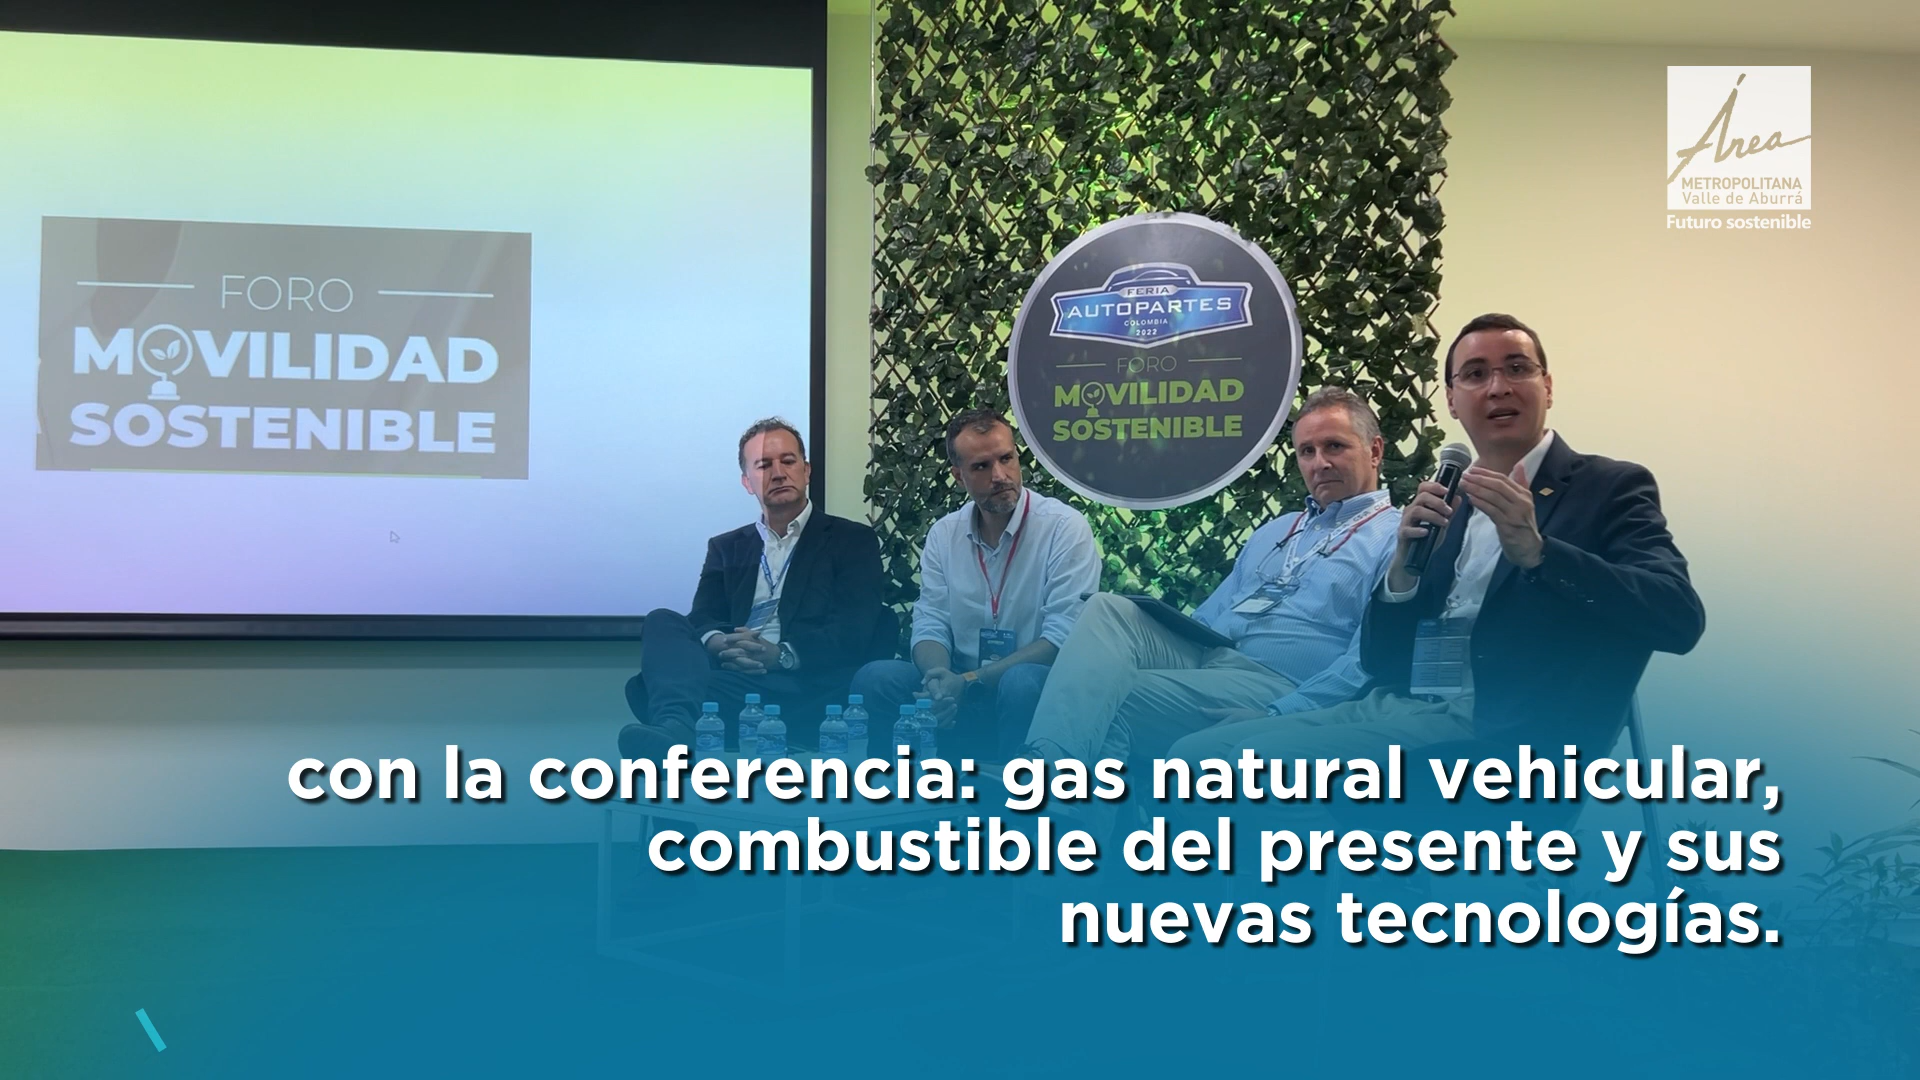 FORO
MOVILIDAD
SOSTENIBLE
FERIA
AUTOPARTES
COLOMBIA
2022
FORO
MOVILIDAD
SOSTENIBLE
Área
METROPOLITANA
Valle de Aburrá
Futuro sostenible
con la conferencia: gas natural vehicular,
combustible del presente y sus
nuevas tecnologías.